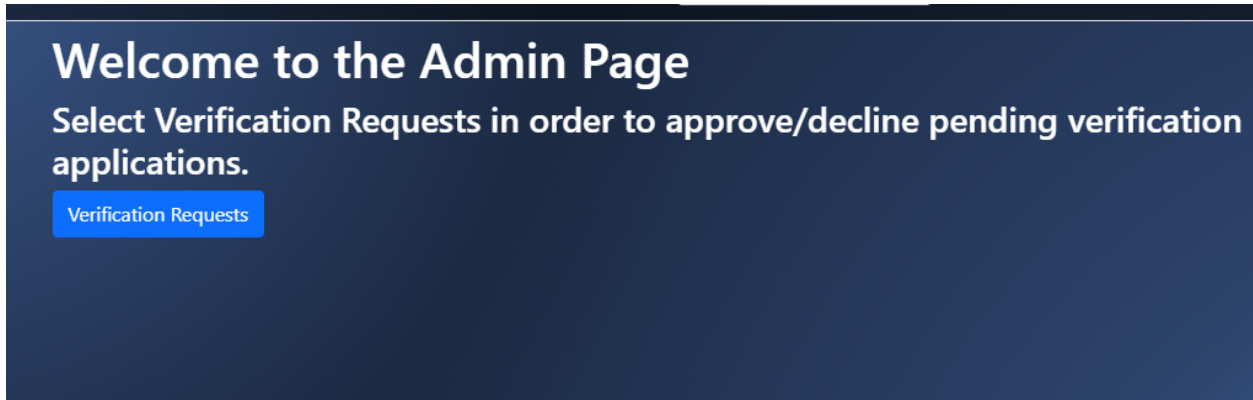 Welcome to the Admin Page
Select Verification Requests in order to approve/decline pending verification
applications.
Verification Requests